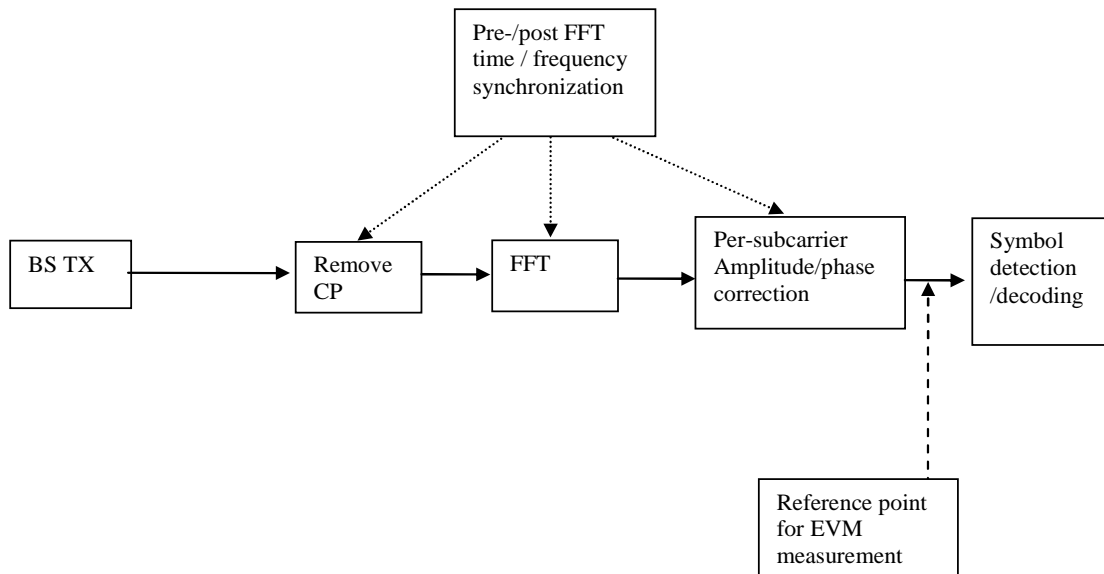 Pre-/post FFT
time / frequency
synchronization
BS TX
Remove
CP
FFT
Per-subcarrier
Amplitude/phase
correction
Symbol
detection
/decoding
Reference point
for EVM
measurement